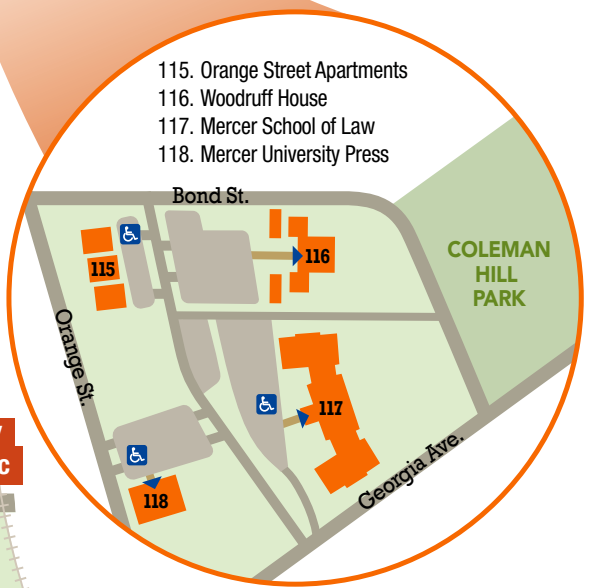 115. Orange Street Apartments
116. Woodruff House
117. Mercer School of Law
118. Mercer University Press
Bond St.
116
COLEMAN
HILL
PARK
115
Orange St.
117
Georgia Ave.
118